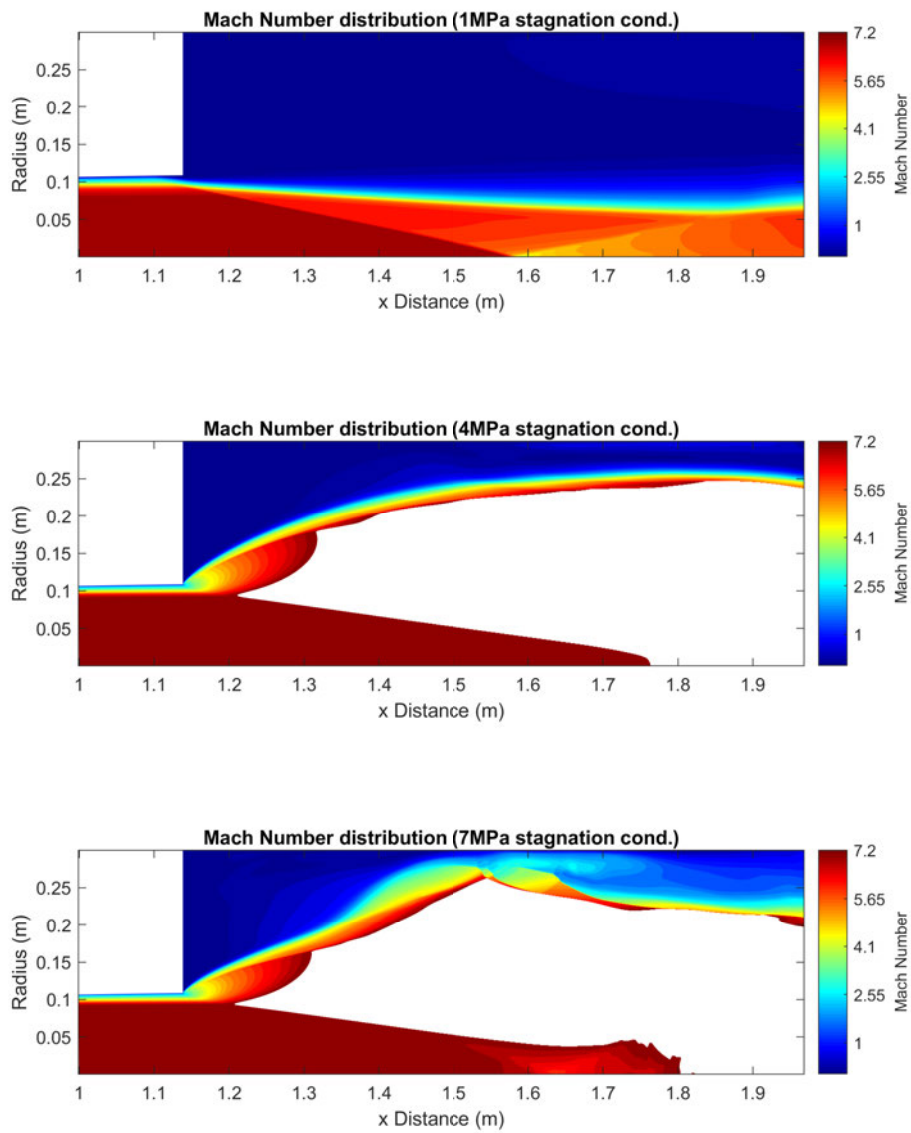 Mach Number distribution (1MPa stagnation cond.)
0.25
0.2
0.15
0.1
0.05
Radius (m)
1 1.1 1.2 1.3 1.4 1.5 1.6 1.7 1.8 1.9
x Distance (m)
7.2
5.65
4.1
2.55
1
Mach Number
Mach Number distribution (4MPa stagnation cond.)
0.25
0.2
0.15
0.1
0.05
Radius (m)
1 1.1 1.2 1.3 1.4 1.5 1.6 1.7 1.8 1.9
x Distance (m)
7.2
5.65
4.1
2.55
1
Mach Number
Mach Number distribution (7MPa stagnation cond.)
0.25
0.2
0.15
0.1
0.05
Radius (m)
1 1.1 1.2 1.3 1.4 1.5 1.6 1.7 1.8 1.9
x Distance (m)
7.2
5.65
4.1
2.55
1
Mach Number